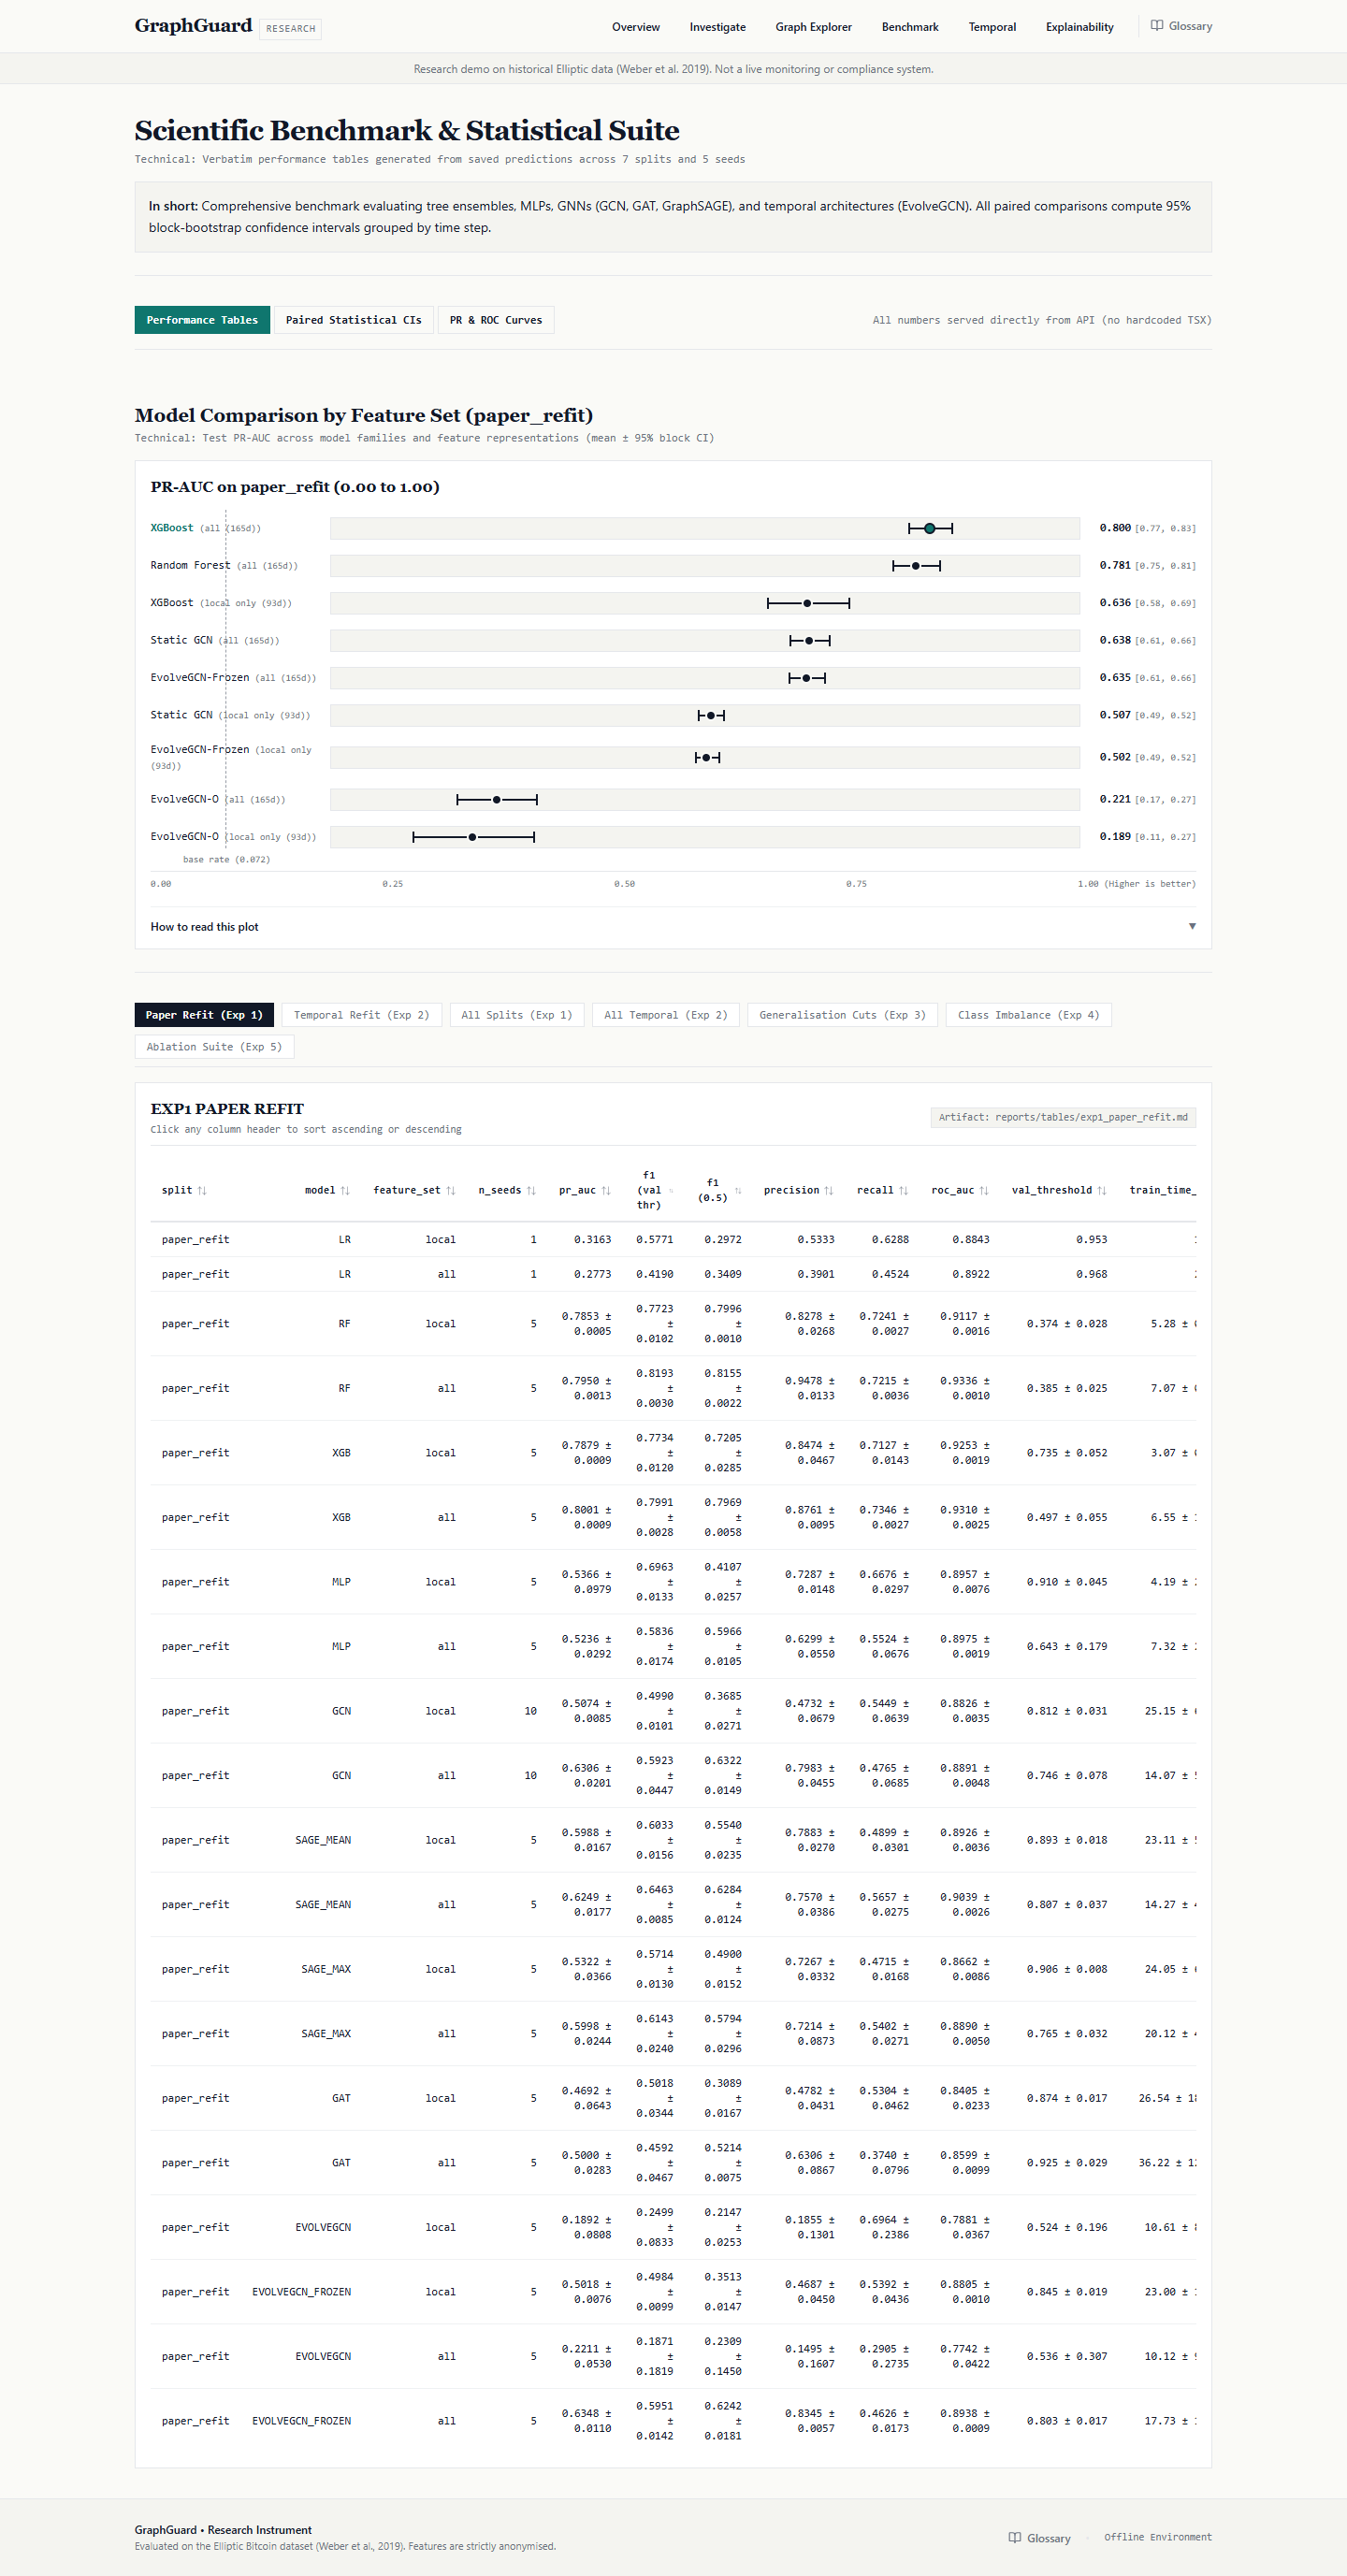 GraphGuard RESEARCH Overview Investigate Graph Explorer Benchmark Temporal Explainability Glossary
Research demo on historical Elliptic data (Weber et al. 2019). Not a live monitoring or compliance system.
Scientific Benchmark & Statistical Suite
Technical: Verbatim performance tables generated from saved predictions across 7 splits and 5 seeds
In short: Comprehensive benchmark evaluating tree ensembles, MLPs, GNNs (GCN, GAT, GraphSAGE), and temporal architectures (EvolveGCN). All paired comparisons compute 95%
block-bootstrap confidence intervals grouped by time step.
Performance Tables Paired Statistical CIs PR & ROC Curves All numbers served directly from API (no hardcoded TSX)
Model Comparison by Feature Set (paper_refit)
Technical: Test PR-AUC across model families and feature representations (mean ± 95% block CI)
PR-AUC on paper_refit (0.00 to 1.00)
XGBoost (all (165d)) 0.800 [0.77, 0.83]
Random Forest (all (165d)) 0.781 [0.75, 0.81]
XGBoost (local only (93d)) 0.636 [0.58, 0.69]
Static GCN (all (165d)) 0.638 [0.61, 0.66]
EvolveGCN-Frozen (all (165d)) 0.635 [0.61, 0.66]
Static GCN (local only (93d)) 0.507 [0.49, 0.52]
EvolveGCN-Frozen (local only
(93d)) 0.502 [0.49, 0.52]
EvolveGCN-O (all (165d)) 0.221 [0.17, 0.27]
EvolveGCN-O (local only (93d)) 0.189 [0.11, 0.27]
base rate (0.072)
0.00 0.25 0.50 0.75 1.00 (Higher is better)
How to read this plot ▼
Paper Refit (Exp 1) Temporal Refit (Exp 2) All Splits (Exp 1) All Temporal (Exp 2) Generalisation Cuts (Exp 3) Class Imbalance (Exp 4)
Ablation Suite (Exp 5)
EXP1 PAPER REFIT
Click any column header to sort ascending or descending Artifact: reports/tables/exp1_paper_refit.md
split model feature_set n_seeds pr_auc f1 (val thr) f1 (0.5) precision recall roc_auc val_threshold train_time_
paper_refit LR local 1 0.3163 0.5771 0.2972 0.5333 0.6288 0.8843 0.953
paper_refit LR all 1 0.2773 0.4190 0.3409 0.3901 0.4524 0.8922 0.968
paper_refit RF local 5 0.7853 ± 0.0005 0.7723 ± 0.0102 0.7996 ± 0.0010 0.8278 ± 0.0268 0.7241 ± 0.0027 0.9117 ± 0.0016 0.374 ± 0.028 5.28 ±
paper_refit RF all 5 0.7950 ± 0.0013 0.8193 ± 0.0030 0.8155 ± 0.0022 0.9478 ± 0.0133 0.7215 ± 0.0036 0.9336 ± 0.0010 0.385 ± 0.025 7.07 ±
paper_refit XGB local 5 0.7879 ± 0.0009 0.7734 ± 0.0120 0.7205 ± 0.0285 0.8474 ± 0.0467 0.7127 ± 0.0143 0.9253 ± 0.0019 0.735 ± 0.052 3.07 ±
paper_refit XGB all 5 0.8001 ± 0.0009 0.7991 ± 0.0028 0.7969 ± 0.0058 0.8761 ± 0.0095 0.7346 ± 0.0027 0.9310 ± 0.0025 0.497 ± 0.055 6.55 ±
paper_refit MLP local 5 0.5366 ± 0.0979 0.6963 ± 0.0133 0.4107 ± 0.0257 0.7287 ± 0.0148 0.6676 ± 0.0297 0.8957 ± 0.0076 0.910 ± 0.045 4.19 ±
paper_refit MLP all 5 0.5236 ± 0.0292 0.5836 ± 0.0174 0.5966 ± 0.0105 0.6299 ± 0.0550 0.5524 ± 0.0676 0.8975 ± 0.0019 0.643 ± 0.179 7.32 ±
paper_refit GCN local 10 0.5074 ± 0.0085 0.4990 ± 0.0101 0.3685 ± 0.0271 0.4732 ± 0.0679 0.5449 ± 0.0639 0.8826 ± 0.0035 0.812 ± 0.031 25.15 ±
paper_refit GCN all 10 0.6306 ± 0.0201 0.5923 ± 0.0447 0.6322 ± 0.0149 0.7983 ± 0.0455 0.4765 ± 0.0685 0.8891 ± 0.0048 0.746 ± 0.078 14.07 ±
paper_refit SAGE_MEAN local 5 0.5988 ± 0.0167 0.6033 ± 0.0156 0.5540 ± 0.0235 0.7883 ± 0.0270 0.4899 ± 0.0301 0.8926 ± 0.0036 0.893 ± 0.018 23.11 ±
paper_refit SAGE_MEAN all 5 0.6249 ± 0.0177 0.6463 ± 0.0085 0.6284 ± 0.0124 0.7570 ± 0.0386 0.5657 ± 0.0275 0.9039 ± 0.0026 0.807 ± 0.037 14.27 ±
paper_refit SAGE_MAX local 5 0.5322 ± 0.0366 0.5714 ± 0.0130 0.4900 ± 0.0152 0.7267 ± 0.0332 0.4715 ± 0.0168 0.8662 ± 0.0086 0.906 ± 0.008 24.05 ±
paper_refit SAGE_MAX all 5 0.5998 ± 0.0244 0.6143 ± 0.0240 0.5794 ± 0.0296 0.7214 ± 0.0873 0.5402 ± 0.0271 0.8890 ± 0.0050 0.765 ± 0.032 20.12 ±
paper_refit GAT local 5 0.4692 ± 0.0643 0.5018 ± 0.0344 0.3089 ± 0.0167 0.4782 ± 0.0431 0.5304 ± 0.0462 0.8405 ± 0.0233 0.874 ± 0.017 26.54 ±
paper_refit GAT all 5 0.5000 ± 0.0283 0.4592 ± 0.0467 0.5214 ± 0.0075 0.6306 ± 0.0867 0.3740 ± 0.0796 0.8599 ± 0.0099 0.925 ± 0.029 36.22 ±
paper_refit EVOLVEGCN local 5 0.1892 ± 0.0808 0.2499 ± 0.0833 0.2147 ± 0.0253 0.1855 ± 0.1301 0.6964 ± 0.2386 0.7881 ± 0.0367 0.524 ± 0.196 10.61 ±
paper_refit EVOLVEGCN_FROZEN local 5 0.5018 ± 0.0076 0.4984 ± 0.0099 0.3513 ± 0.0147 0.4687 ± 0.0450 0.5392 ± 0.0436 0.8805 ± 0.0010 0.845 ± 0.019 23.00 ±
paper_refit EVOLVEGCN all 5 0.2211 ± 0.0530 0.1871 ± 0.1819 0.2309 ± 0.1450 0.1495 ± 0.1607 0.2905 ± 0.2735 0.7742 ± 0.0422 0.536 ± 0.307 10.12 ±
paper_refit EVOLVEGCN_FROZEN all 5 0.6348 ± 0.0110 0.5951 ± 0.0142 0.6242 ± 0.0181 0.8345 ± 0.0057 0.4626 ± 0.0173 0.8938 ± 0.0009 0.803 ± 0.017 17.73 ±
GraphGuard • Research Instrument
Evaluated on the Elliptic Bitcoin dataset (Weber et al., 2019). Features are strictly anonymised. Glossary Offline Environment